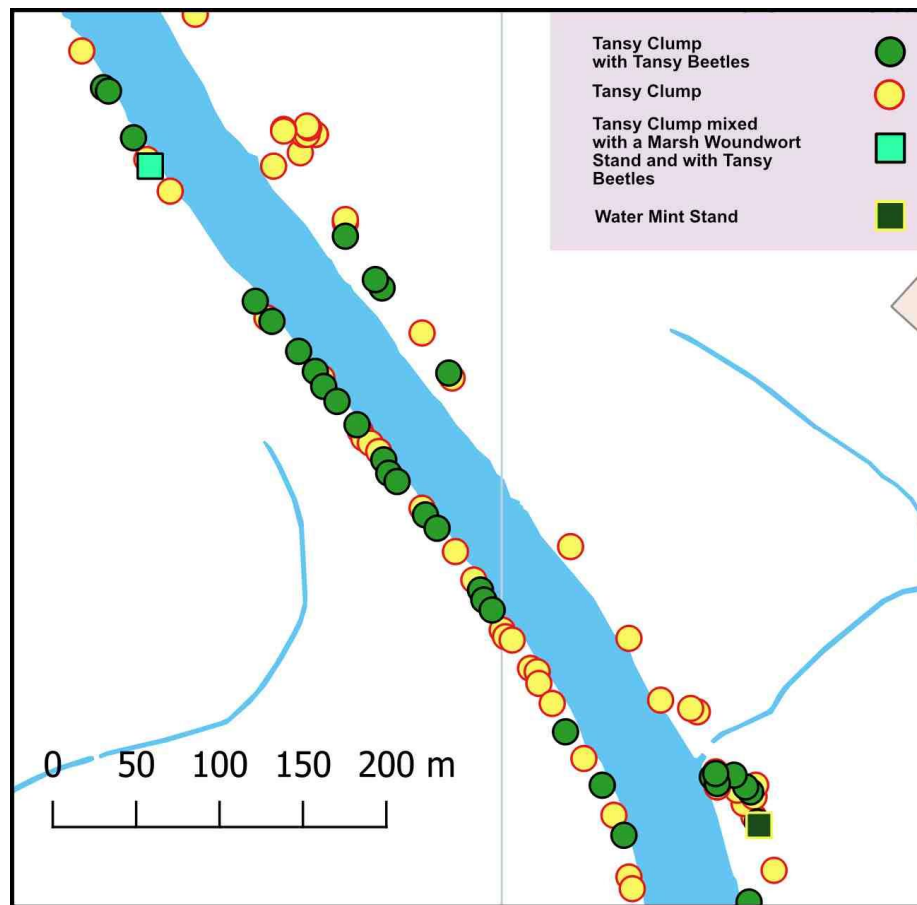 Tansy Clump
with Tansy Beetles
Tansy Clump
Tansy Clump mixed
with a Marsh Woundwort
Stand and with Tansy
Beetles
Water Mint Stand
0 50 100 150 200 m